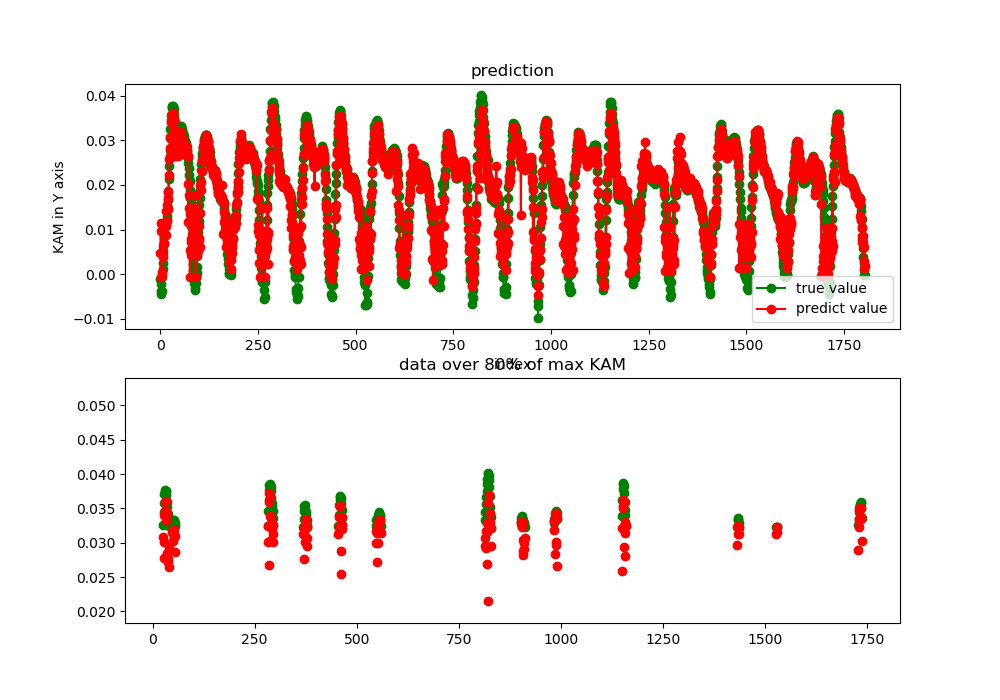 prediction
KAM in Y axis
0.04
0.03
0.02
0.01
0.00
−0.01
true value
predict value
0 250 500 750 1000 1250 1500 1750
index
data over 80% of max KAM
0.050
0.045
0.040
0.035
0.030
0.025
0.020
0 250 500 750 1000 1250 1500 1750